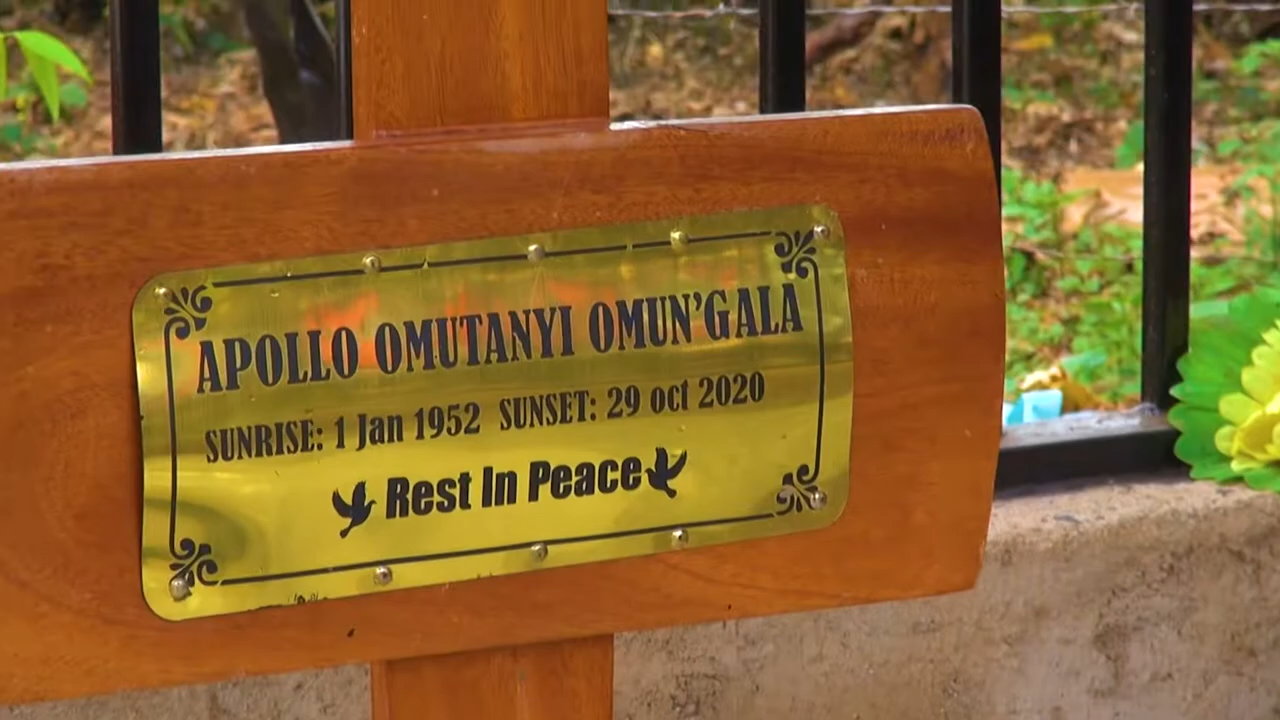 APOLLO OMUTANYI OMUN'GALA
SUNRISE: 1 Jan 1952 SUNSET: 29 oct 2020
Rest In Peace